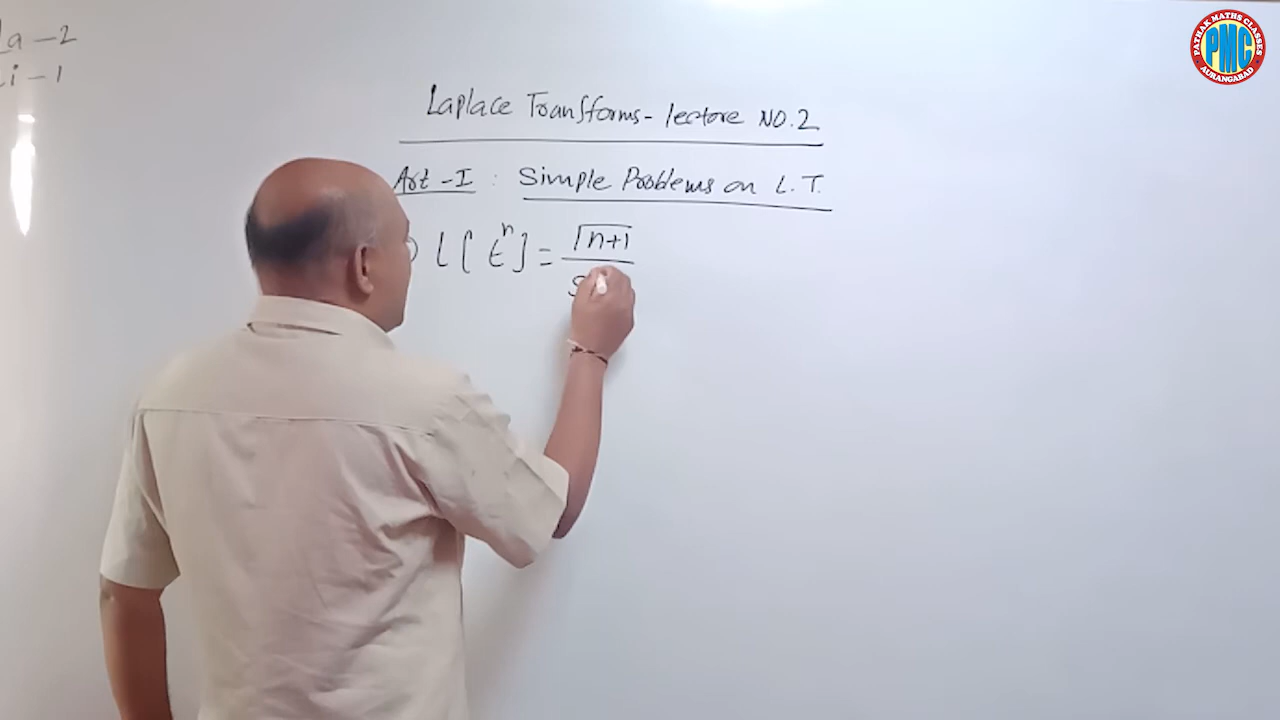 a - 2
i - 1
PATHAK MATHS CLASSES
PMC
AURANGABAD
Laplace Transforms - lecture NO. 2
Art - I : Simple Problems on L. T.
L[t^n] = Γn+1 / s